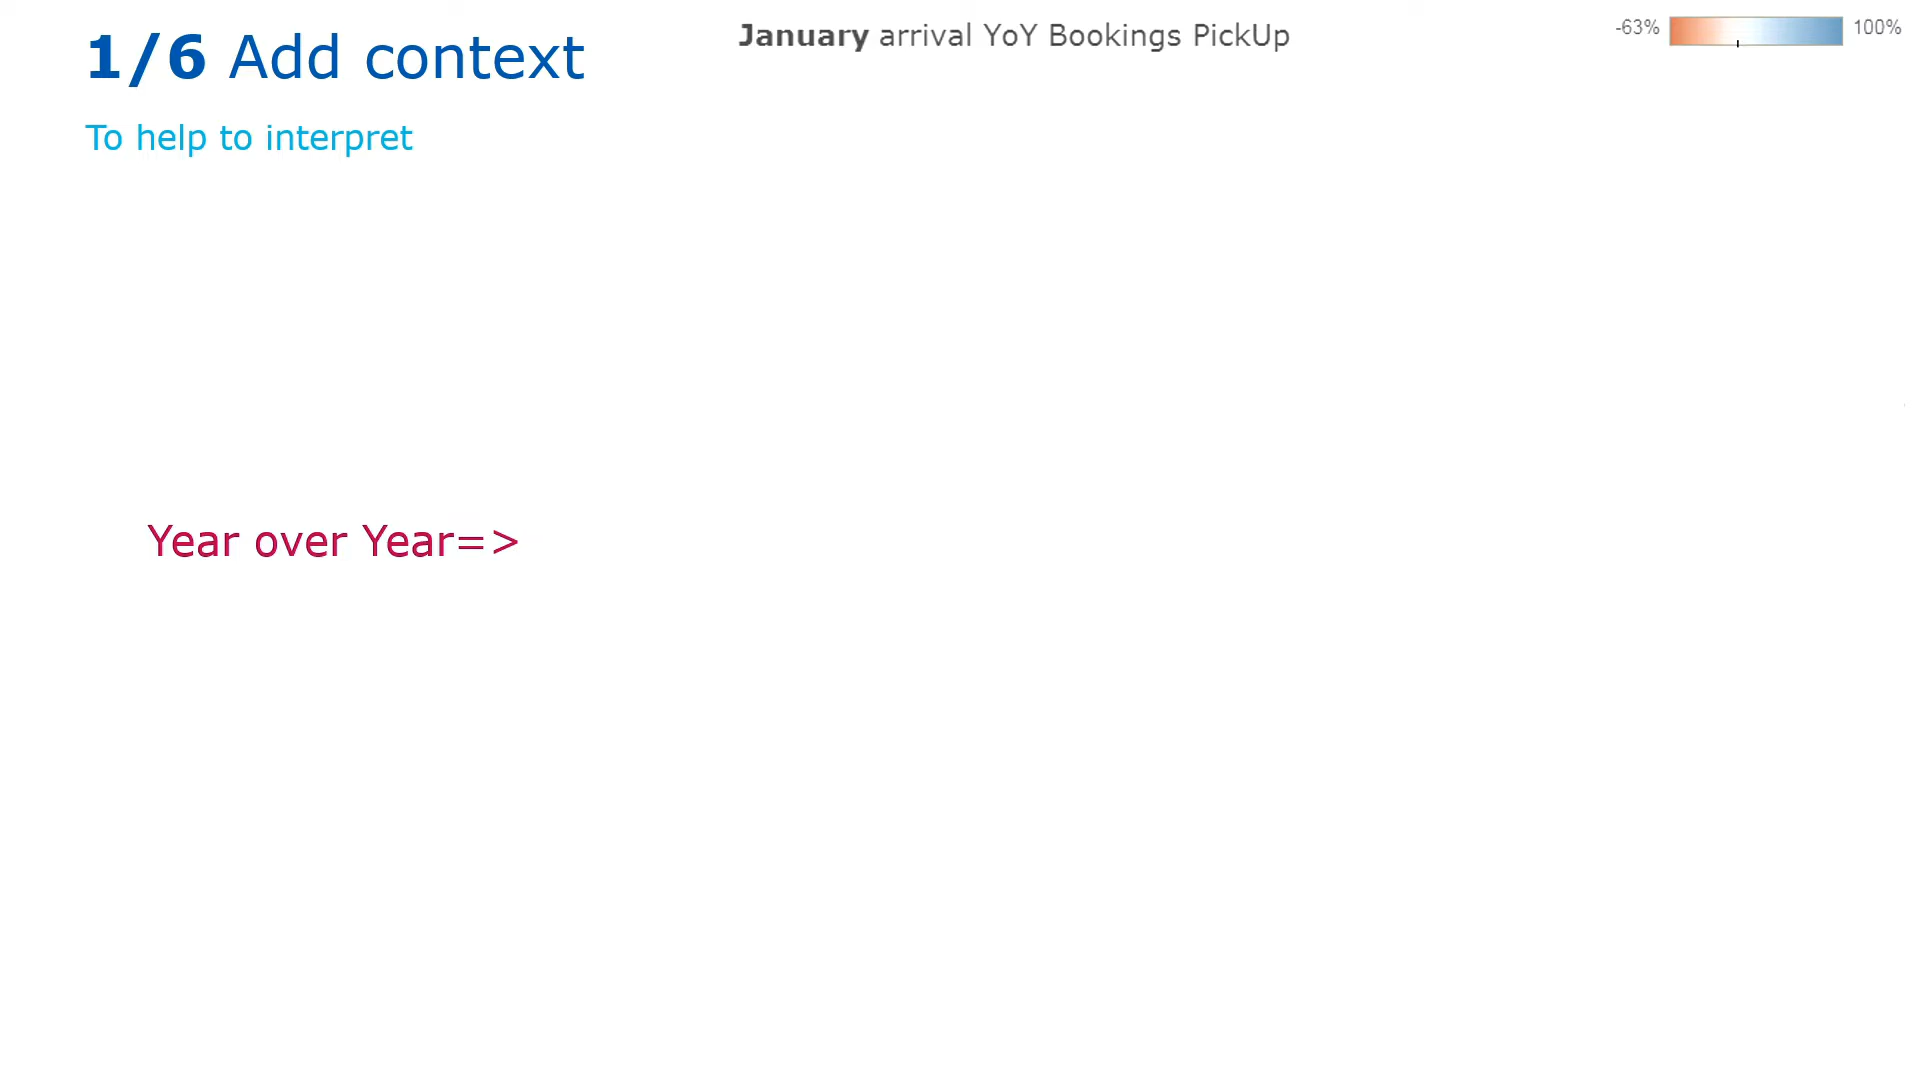 1/6 Add context
To help to interpret
January arrival YoY Bookings PickUp
-63%
100%
Year over Year=>